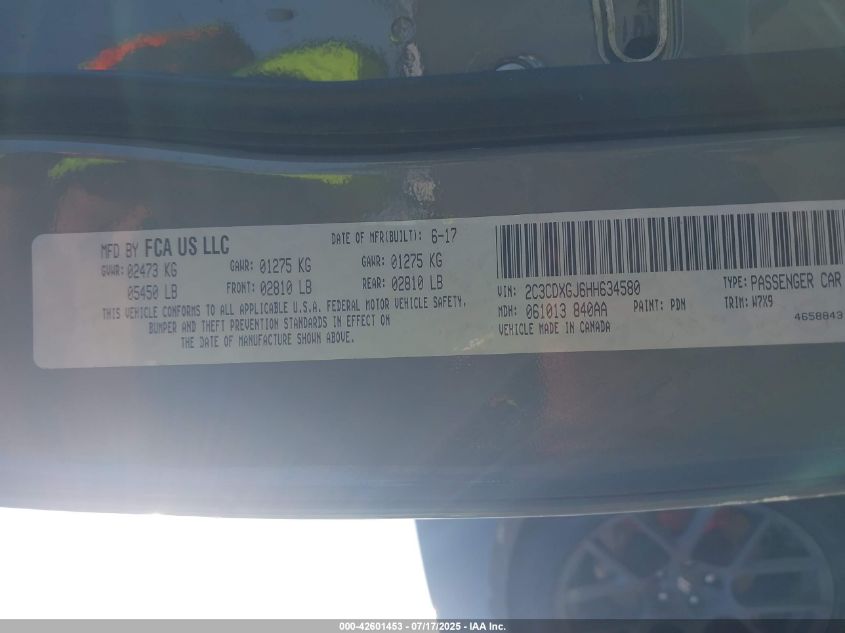 MFD BY FCA US LLC
DATE OF MFR(BUILT): 6-17
GVWR: 02473 KG
GAWR: 01275 KG
GAWR: 01275 KG
05450 LB
FRONT: 02810 LB
REAR: 02810 LB
THIS VEHICLE CONFORMS TO ALL APPLICABLE U.S.A. FEDERAL MOTOR VEHICLE SAFETY,
BUMPER AND THEFT PREVENTION STANDARDS IN EFFECT ON
THE DATE OF MANUFACTURE SHOWN ABOVE.
VIN: 2C3CDXGJ6HH634580
TYPE: PASSENGER CAR
MDH: 061013 840AA
PAINT: PDN
TRIM: W7X9
VEHICLE MADE IN CANADA
4658843
000-42601453 - 07/17/2025 - IAA Inc.